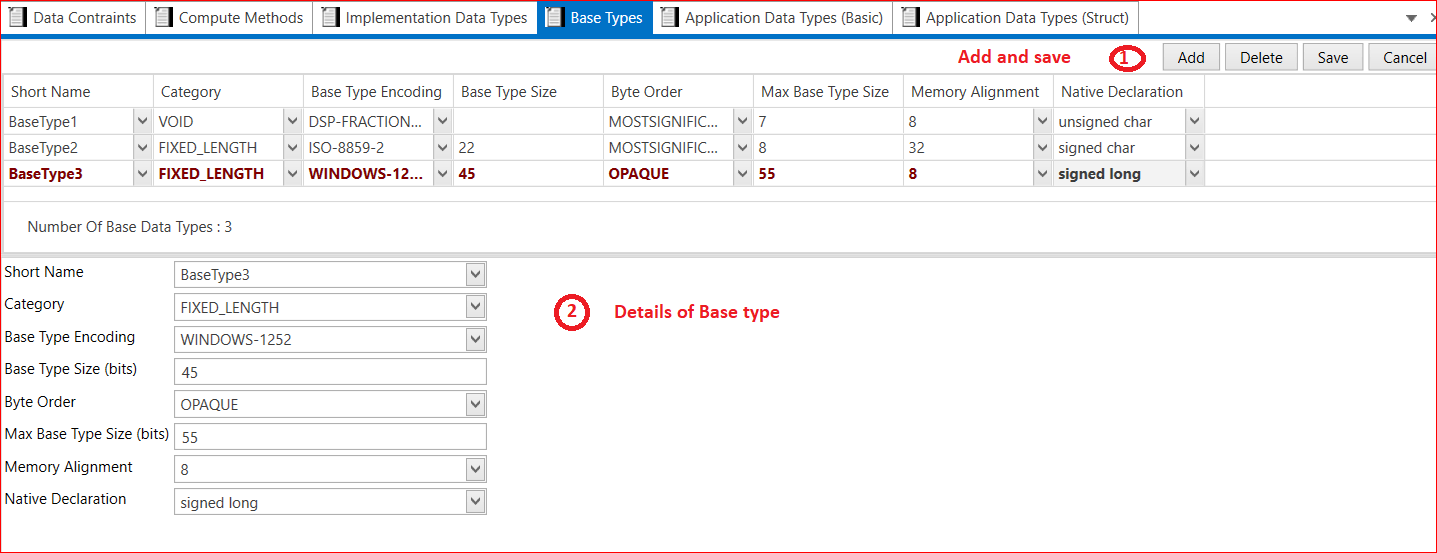 Data Constraints Compute Methods Implementation Data Types Base Types Application Data Types (Basic) Application Data Types (Struct)
Add and save 1 Add Delete Save Cancel
Short Name Category Base Type Encoding Base Type Size Byte Order Max Base Type Size Memory Alignment Native Declaration
BaseType1 VOID DSP-FRACTION... MOSTSIGNIFIC... 7 8 unsigned char
BaseType2 FIXED_LENGTH ISO-8859-2 22 MOSTSIGNIFIC... 8 32 signed char
BaseType3 FIXED_LENGTH WINDOWS-12... 45 OPAQUE 55 8 signed long
Number Of Base Data Types : 3
Short Name BaseType3
Category FIXED_LENGTH
2 Details of Base type
Base Type Encoding WINDOWS-1252
Base Type Size (bits) 45
Byte Order OPAQUE
Max Base Type Size (bits) 55
Memory Alignment 8
Native Declaration signed long